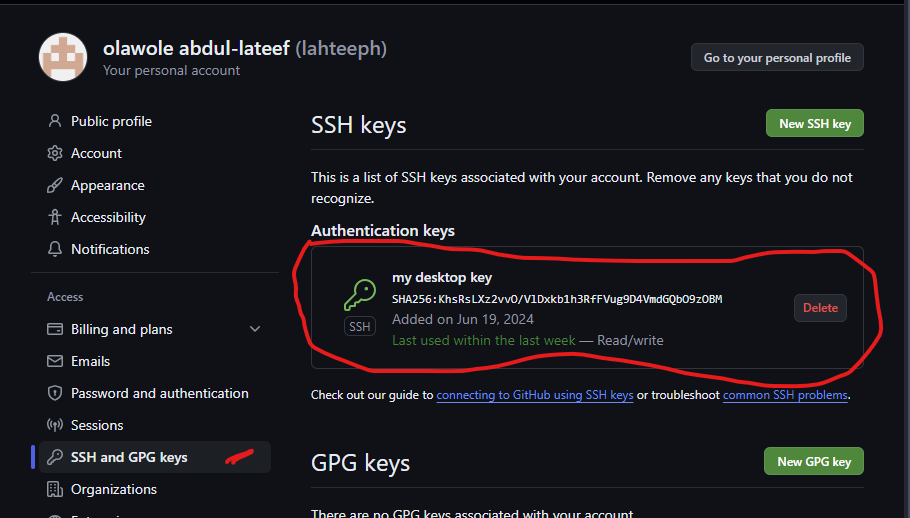 olawole abdul-lateef (lahteeph)
Your personal account
Go to your personal profile
Public profile
Account
Appearance
Accessibility
Notifications
Access
Billing and plans
Emails
Password and authentication
Sessions
SSH and GPG keys
Organizations
SSH keys
New SSH key
This is a list of SSH keys associated with your account. Remove any keys that you do not
recognize.
Authentication keys
my desktop key
SHA256:KhsRsLXz2vvO/V1Dxkb1h3RfFVug9D4VmdGQbO9zOBM
SSH
Added on Jun 19, 2024
Last used within the last week — Read/write
Delete
Check out our guide to connecting to GitHub using SSH keys or troubleshoot common SSH problems.
GPG keys
New GPG key
There are no GPG keys associated with your account.